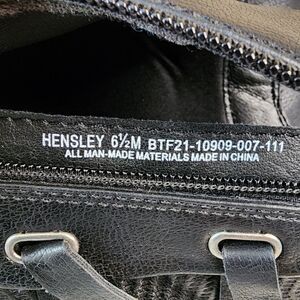 HENSLEY 6½M BTF21-10909-007-111
ALL MAN-MADE MATERIALS MADE IN CHINA